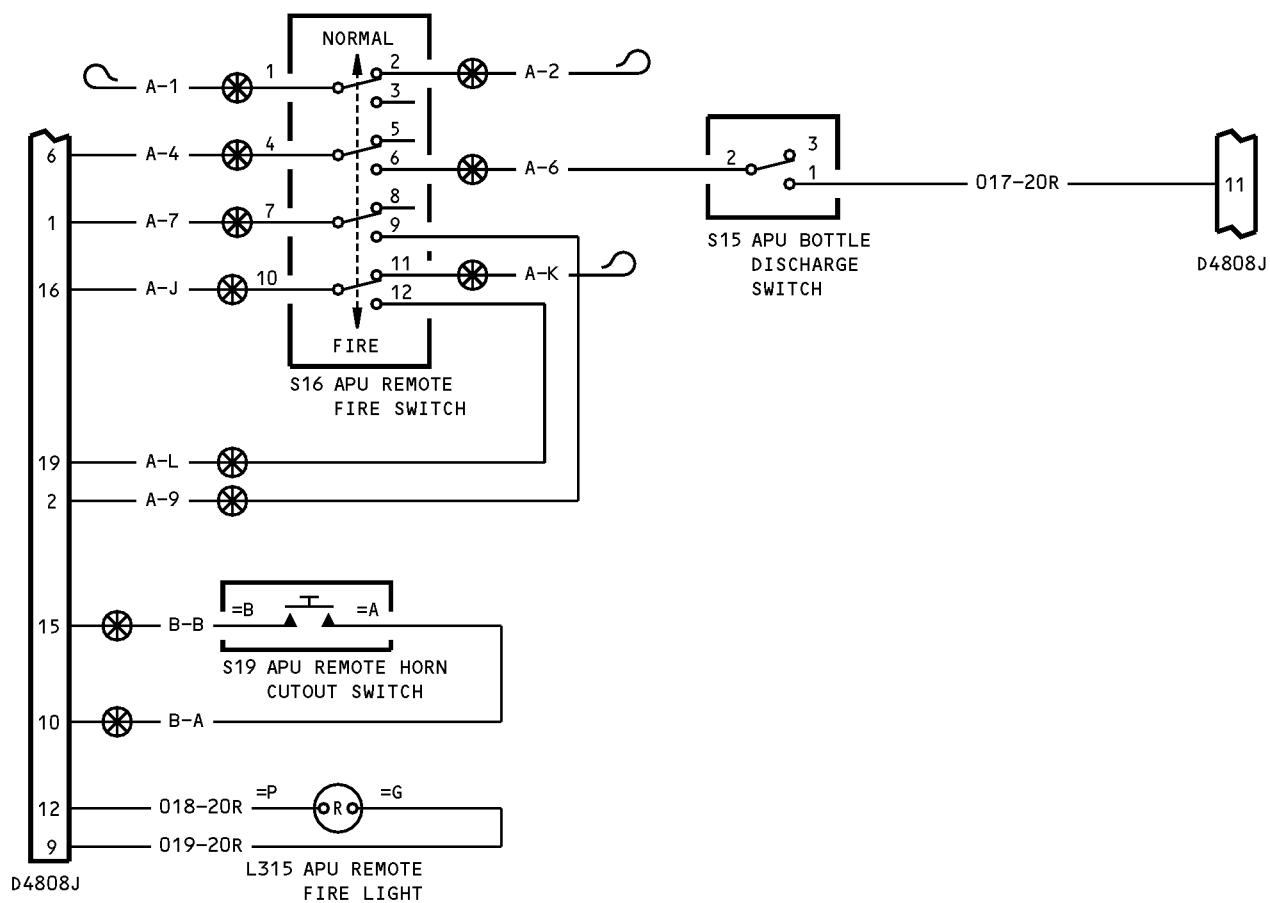 NORMAL
A-1
1
2
A-2
3
6
A-4
4
5
6
A-6
2
3
1
017-20R
11
1
A-7
7
8
9
S15 APU BOTTLE
DISCHARGE
SWITCH
D4808J
16
A-J
10
11
A-K
12
FIRE
S16 APU REMOTE
FIRE SWITCH
19
A-L
2
A-9
15
B-B
=B
=A
S19 APU REMOTE HORN
CUTOUT SWITCH
10
B-A
12
018-20R
=P
R
=G
9
019-20R
L315 APU REMOTE
FIRE LIGHT
D4808J